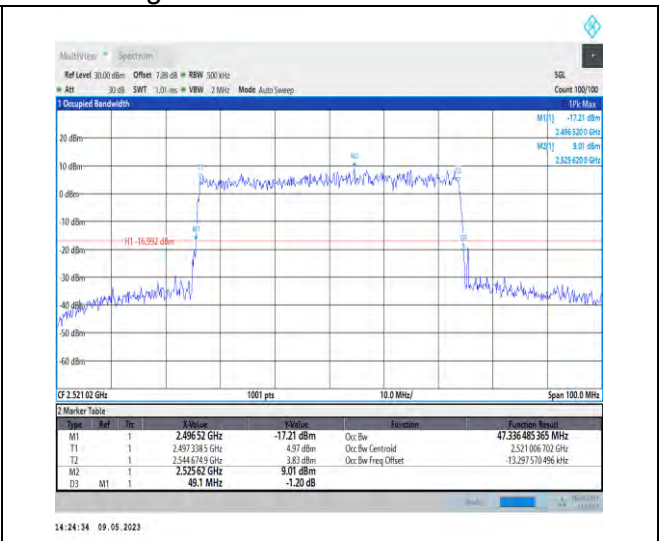 MultiView Spectrum
Ref Level 30.00 dBm Offset 7.89 dB RBW 500 kHz SGL
Att 30 dB SWT 1.01 ms VBW 2 MHz Mode Auto Sweep Count 100/100
1 Occupied Bandwidth 1Pk Max
M1[1] -17.21 dBm
2.496 520 0 GHz
M2[1] 9.01 dBm
2.525 620 0 GHz
20 dBm
M2
10 dBm
T1 T2
0 dBm
-10 dBm
M1
H1 -16.992 dBm
D3
-20 dBm
-30 dBm
-40 dBm
-50 dBm
-60 dBm
CF 2.521 02 GHz 1001 pts 10.0 MHz/ Span 100.0 MHz
2 Marker Table
Type Ref Trc X-Value Y-Value Function Function Result
M1 1 2.496 52 GHz -17.21 dBm Occ Bw 47.336 485 365 MHz
T1 1 2.497 338 5 GHz 4.97 dBm Occ Bw Centroid 2.521 006 702 GHz
T2 1 2.544 674 9 GHz 3.83 dBm Occ Bw Freq Offset -13.297 570 496 kHz
M2 1 2.525 62 GHz 9.01 dBm
D3 M1 1 49.1 MHz -1.20 dB
14:24:34 09.05.2023